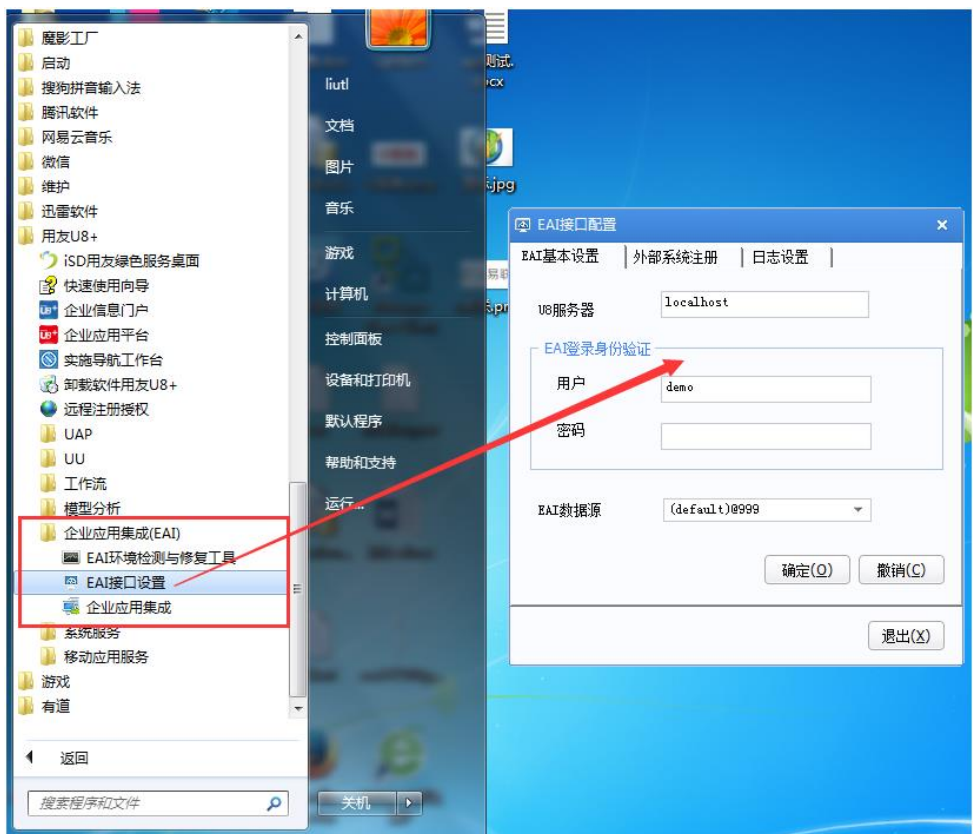 魔影工厂
启动
搜狗拼音输入法
腾讯软件
网易云音乐
微信
维护
迅雷软件
用友U8+
iSD用友绿色服务桌面
快速使用向导
企业信息门户
企业应用平台
实施导航工作台
卸载软件用友U8+
远程注册授权
UAP
UU
工作流
模型分析
企业应用集成(EAI)
EAI环境检测与修复工具
EAI接口设置
企业应用集成
系统服务
移动应用服务
游戏
有道
返回
搜索程序和文件
liutl
文档
图片
音乐
游戏
计算机
控制面板
设备和打印机
默认程序
帮助和支持
运行...
关机
测试.
.jpg
EAI接口配置
EAI基本设置
外部系统注册
日志设置
U8服务器
localhost
EAI登录身份验证
用户
demo
密码
EAI数据源
(default)@999
确定(O)
撤销(C)
退出(X)